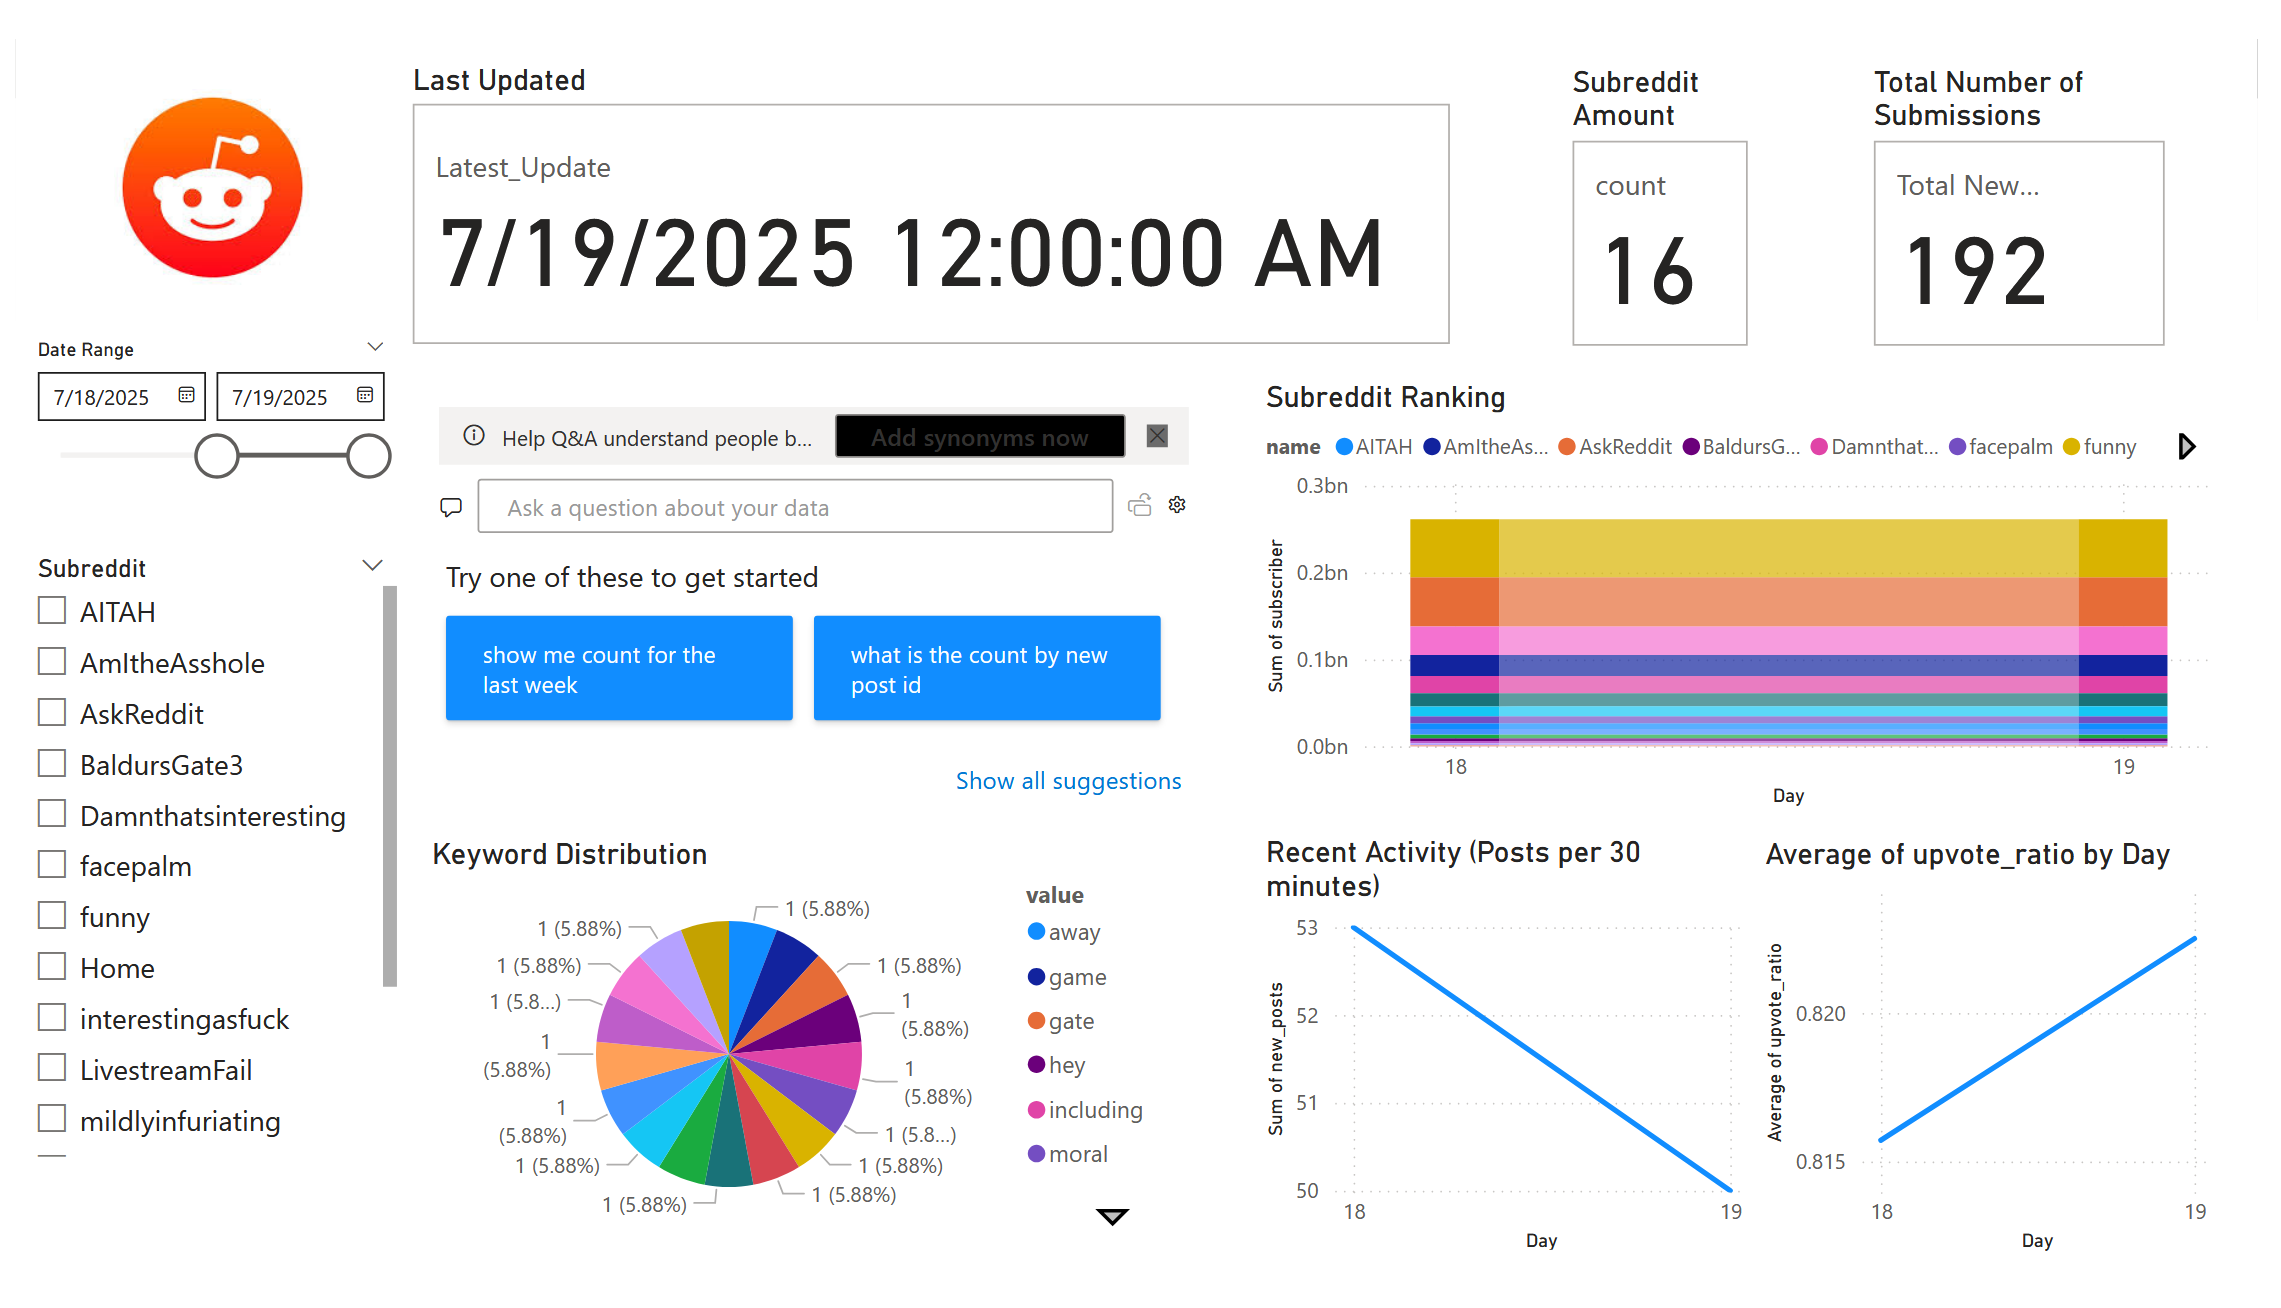 Last Updated
Latest_Update
7/19/2025 12:00:00 AM
Subreddit
Amount
count
16
Total Number of
Submissions
Total New...
192
Date Range
7/18/2025
7/19/2025
Subreddit
AITAH
AmItheAsshole
AskReddit
BaldursGate3
Damnthatsinteresting
facepalm
funny
Home
interestingasfuck
LivestreamFail
mildlyinfuriating
Help Q&A understand people b...
Add synonyms now
Ask a question about your data
Try one of these to get started
show me count for the
last week
what is the count by new
post id
Show all suggestions
Subreddit Ranking
name AITAH AmItheAs... AskReddit BaldursG... Damnthat... facepalm funny
Sum of subscriber
0.3bn
0.2bn
0.1bn
0.0bn
18
19
Day
Keyword Distribution
1 (5.88%)
1 (5.88%)
1
(5.88%)
1
(5.88%)
1 (5.8...)
1 (5.88%)
1 (5.88%)
1 (5.88%)
1 (5.88%)
1
(5.88%)
1
(5.88%)
1 (5.8...)
1 (5.88%)
1 (5.88%)
value
away
game
gate
hey
including
moral
Recent Activity (Posts per 30
minutes)
Sum of new_posts
53
52
51
50
18
19
Day
Average of upvote_ratio by Day
Average of upvote_ratio
0.820
0.815
18
19
Day